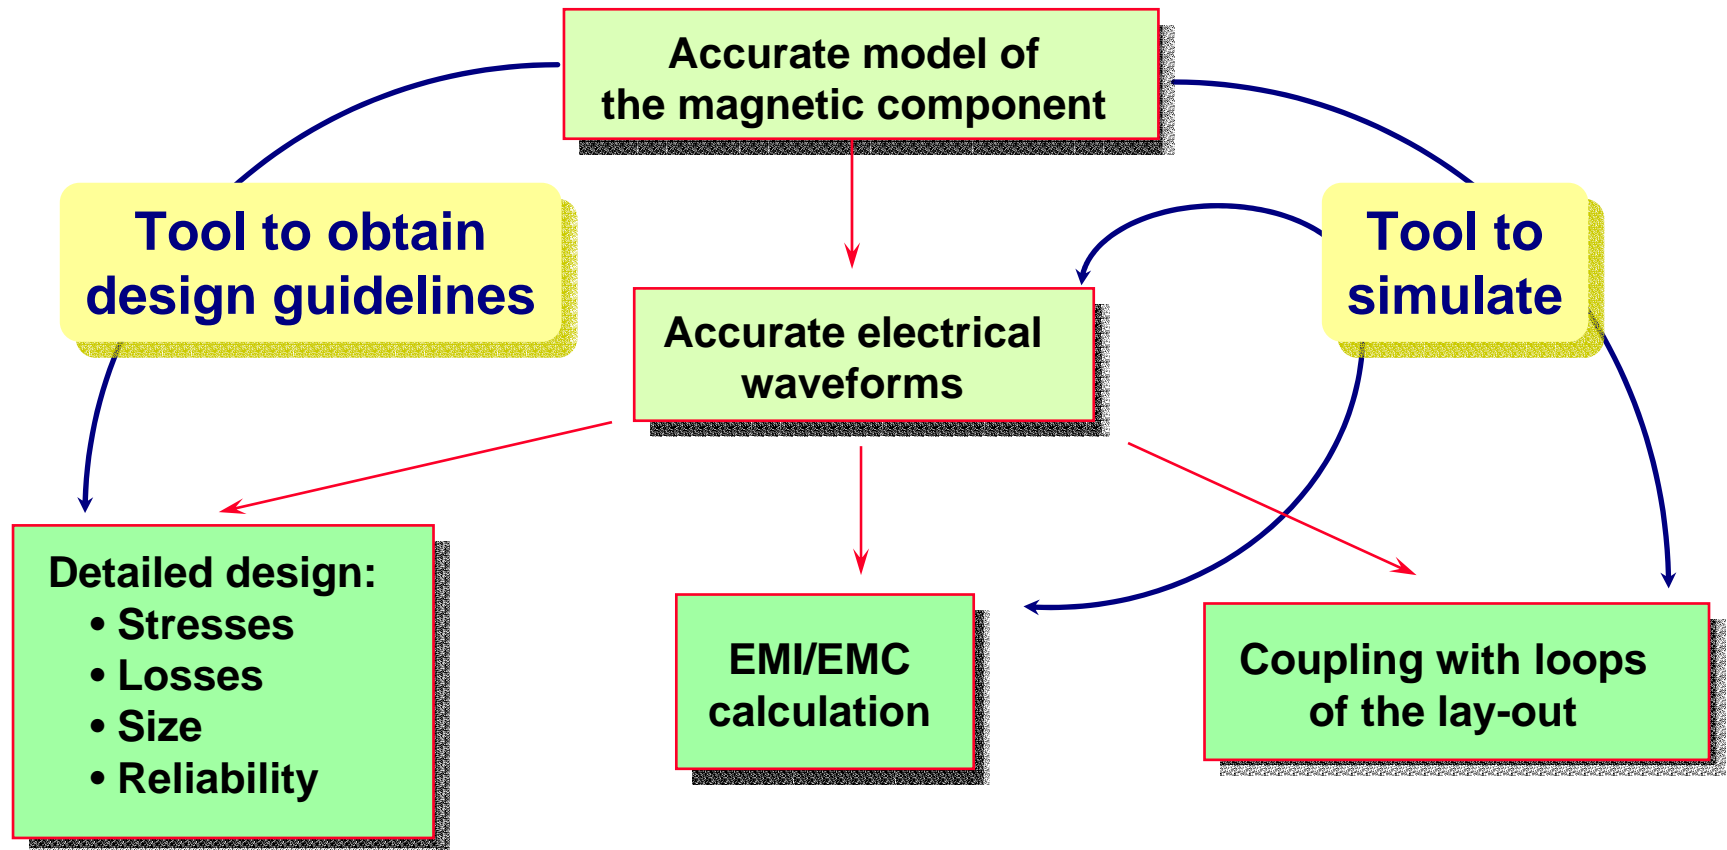 Accurate model of
the magnetic component
Tool to obtain
design guidelines
Tool to
simulate
Accurate electrical
waveforms
Detailed design:
• Stresses
• Losses
• Size
• Reliability
EMI/EMC
calculation
Coupling with loops
of the lay-out